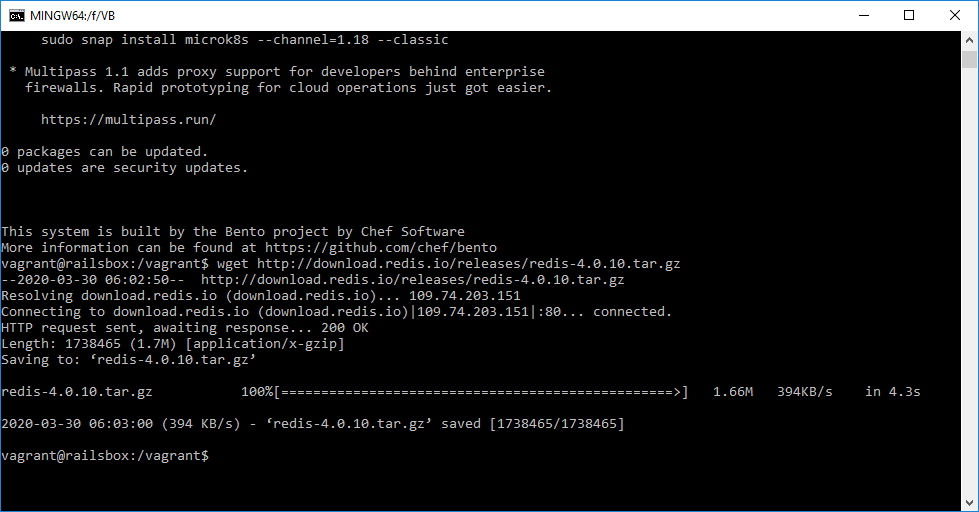 MINGW64:/f/VB
sudo snap install microk8s --channel=1.18 --classic
* Multipass 1.1 adds proxy support for developers behind enterprise
firewalls. Rapid prototyping for cloud operations just got easier.
https://multipass.run/
0 packages can be updated.
0 updates are security updates.
This system is built by the Bento project by Chef Software
More information can be found at https://github.com/chef/bento
vagrant@railsbox:/vagrant$ wget http://download.redis.io/releases/redis-4.0.10.tar.gz
--2020-03-30 06:02:50--  http://download.redis.io/releases/redis-4.0.10.tar.gz
Resolving download.redis.io (download.redis.io)... 109.74.203.151
Connecting to download.redis.io (download.redis.io)|109.74.203.151|:80... connected.
HTTP request sent, awaiting response... 200 OK
Length: 1738465 (1.7M) [application/x-gzip]
Saving to: ‘redis-4.0.10.tar.gz’
redis-4.0.10.tar.gz           100%[=================================================>]   1.66M   394KB/s    in 4.3s
2020-03-30 06:03:00 (394 KB/s) - ‘redis-4.0.10.tar.gz’ saved [1738465/1738465]
vagrant@railsbox:/vagrant$